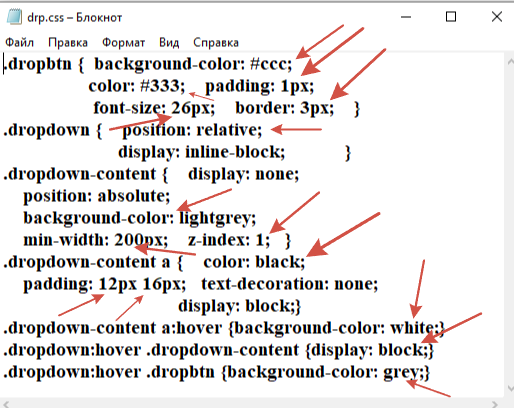 drp.css – Блокнот
Файл Правка Формат Вид Справка
.dropbtn { background-color: #ccc;
color: #333; padding: 1px;
font-size: 26px; border: 3px; }
.dropdown { position: relative;
display: inline-block; }
.dropdown-content { display: none;
position: absolute;
background-color: lightgrey;
min-width: 200px; z-index: 1; }
.dropdown-content a { color: black;
padding: 12px 16px; text-decoration: none;
display: block;}
.dropdown-content a:hover {background-color: white;}
.dropdown:hover .dropdown-content {display: block;}
.dropdown:hover .dropbtn {background-color: grey;}